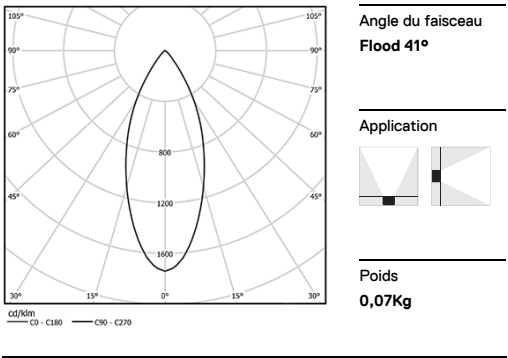 105° 105°
90° 90°
75° 75°
60° 60°
45° 45°
800
1200
1600
30° 15° 0° 15° 30°
cd/klm
C0 - C180 C90 - C270
Angle du faisceau
Flood 41º
Application
Poids
0,07Kg